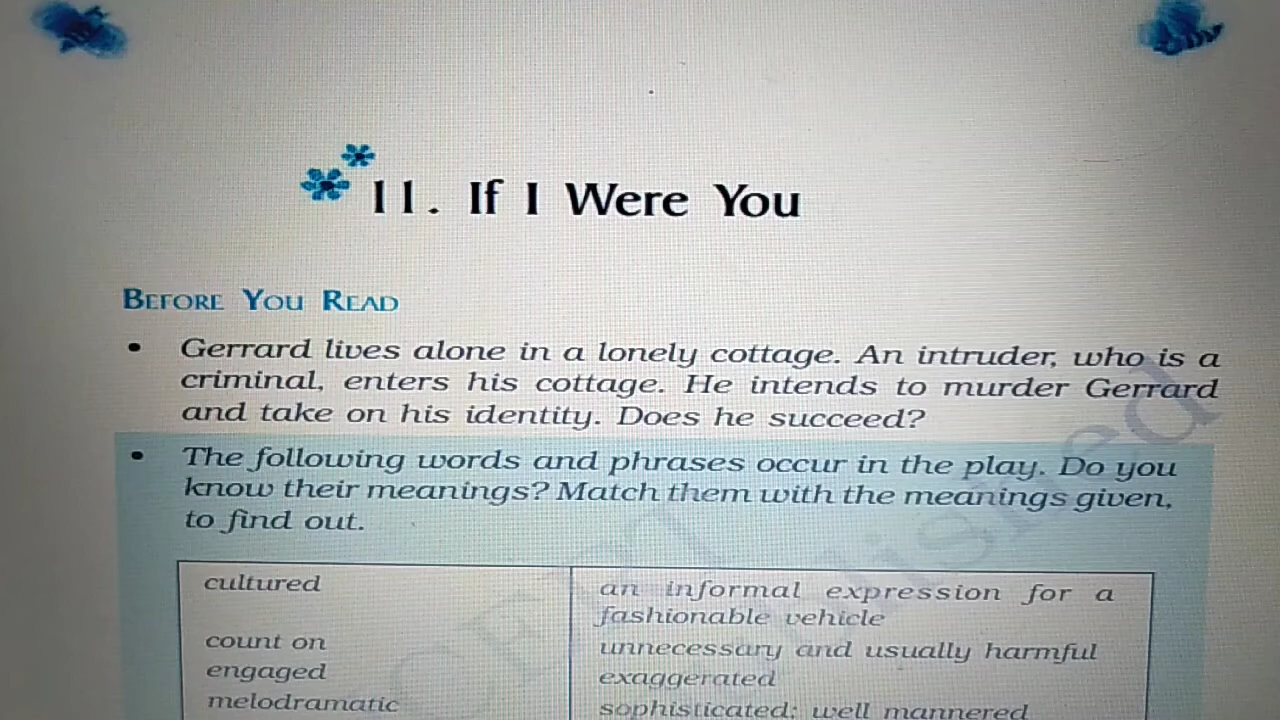 11. If I Were You
BEFORE YOU READ
• Gerrard lives alone in a lonely cottage. An intruder, who is a
criminal, enters his cottage. He intends to murder Gerrard
and take on his identity. Does he succeed?
• The following words and phrases occur in the play. Do you
know their meanings? Match them with the meanings given,
to find out.
cultured
an informal expression for a
fashionable vehicle
count on
unnecessary and usually harmful
engaged
exaggerated
melodramatic
sophisticated; well mannered